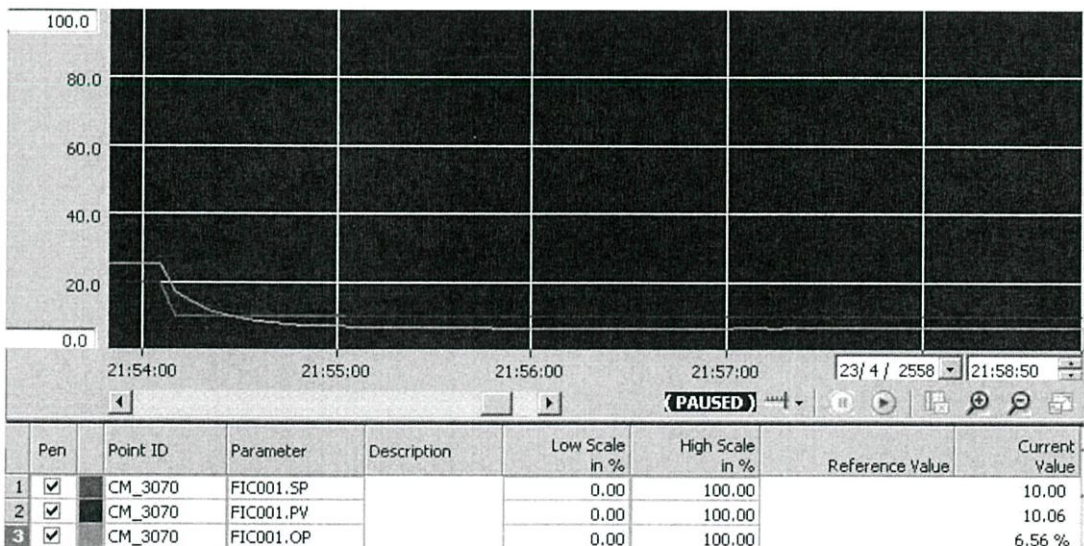 100.0
80.0
60.0
40.0
20.0
0.0
21:54:00 21:55:00 21:56:00 21:57:00 23/ 4 / 2558 21:58:50
(PAUSED)
Pen Point ID Parameter Description Low Scale in % High Scale in % Reference Value Current Value
1 CM_3070 FIC001.SP 0.00 100.00 10.00
2 CM_3070 FIC001.PV 0.00 100.00 10.06
3 CM_3070 FIC001.OP 0.00 100.00 6.56 %